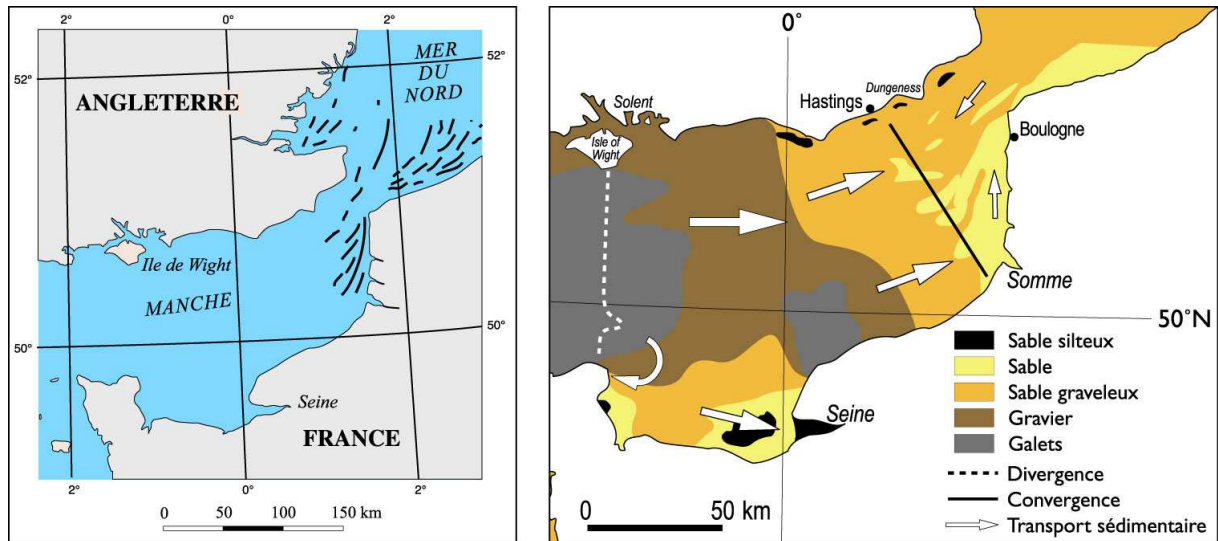 2°
0°
2°
52°
MER
DU
NORD
52°
ANGLETERRE
Ile de Wight
MANCHE
50°
50°
Seine
FRANCE
2°
0°
2°
0 50 100 150 km
0°
Solent
Hastings
Dungeness
Isle of
Wight
Boulogne
Somme
50°N
Seine
Sable silteux
Sable
Sable graveleux
Gravier
Galets
Divergence
Convergence
Transport sédimentaire
0 50 km